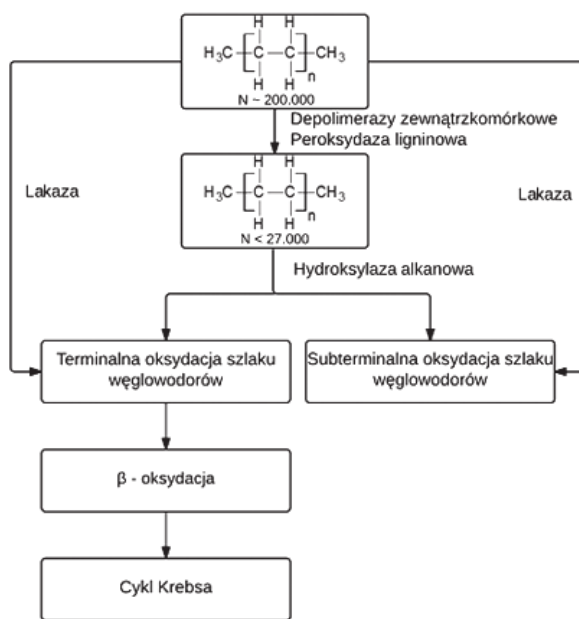 H H
H₃C C C CH₃
H H n
N ~ 200.000
Depolimerazy zewnątrzkomórkowe
Peroksydaza ligninowa
Lakaza
Lakaza
H H
H₃C C C CH₃
H H n
N < 27.000
Hydroksylaza alkanowa
Terminalna oksydacja szlaku
węglowodorów
Subterminalna oksydacja szlaku
węglowodorów
β - oksydacja
Cykl Krebsa